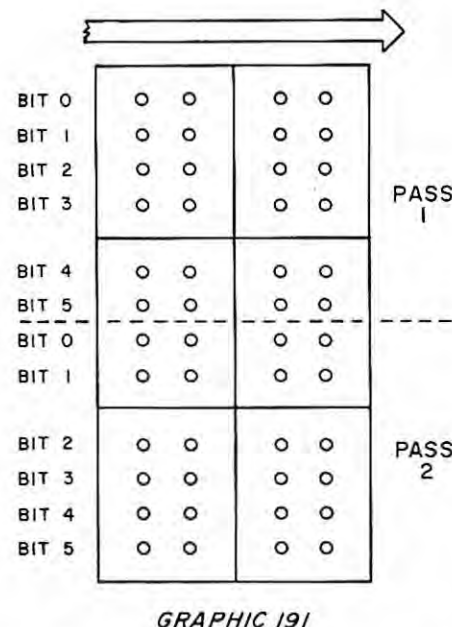 BIT 0
BIT 1
BIT 2
BIT 3
PASS
1
BIT 4
BIT 5
BIT 0
BIT 1
BIT 2
BIT 3
BIT 4
BIT 5
PASS
2
GRAPHIC 191